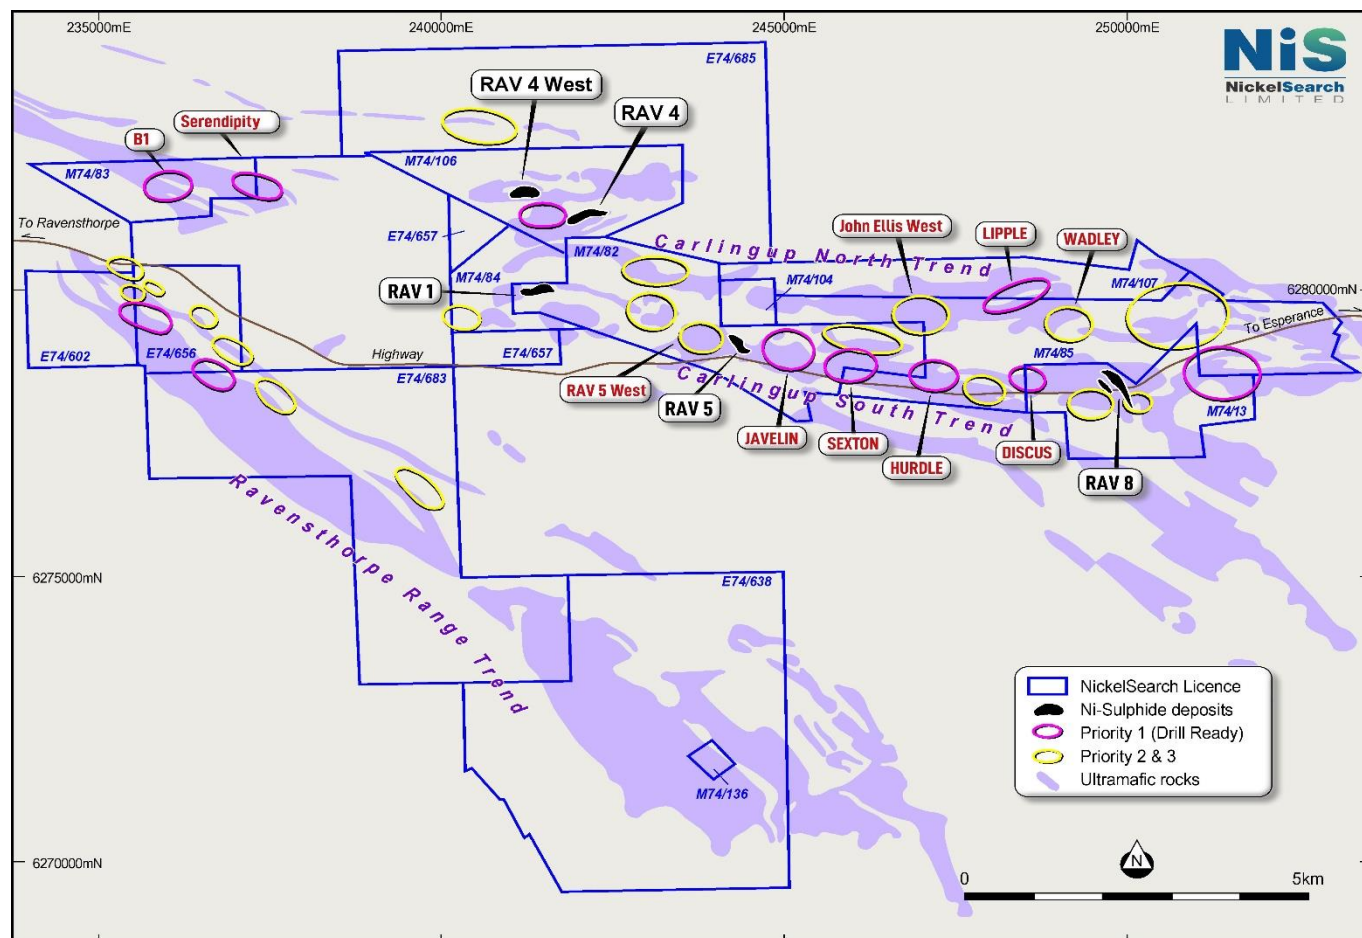 235000mE
240000mE
245000mE
250000mE
NiS
NickelSearch
LIMITED
E74/685
RAV 4 West
RAV 4
Serendipity
B1
M74/83
M74/106
To Ravensthorpe
E74/657
M74/82
Carlingup North Trend
John Ellis West
LIPPLE
WADLEY
M74/84
M74/104
M74/107
RAV 1
6280000mN
To Esperance
E74/602
E74/656
Highway
E74/657
M74/85
E74/683
RAV 5 West
RAV 5
Carlingup South Trend
M74/13
JAVELIN
SEXTON
HURDLE
DISCUS
RAV 8
Ravensthorpe Range Trend
6275000mN
E74/638
NickelSearch Licence
Ni-Sulphide deposits
Priority 1 (Drill Ready)
Priority 2 & 3
Ultramafic rocks
M74/136
6270000mN
N
0
5km